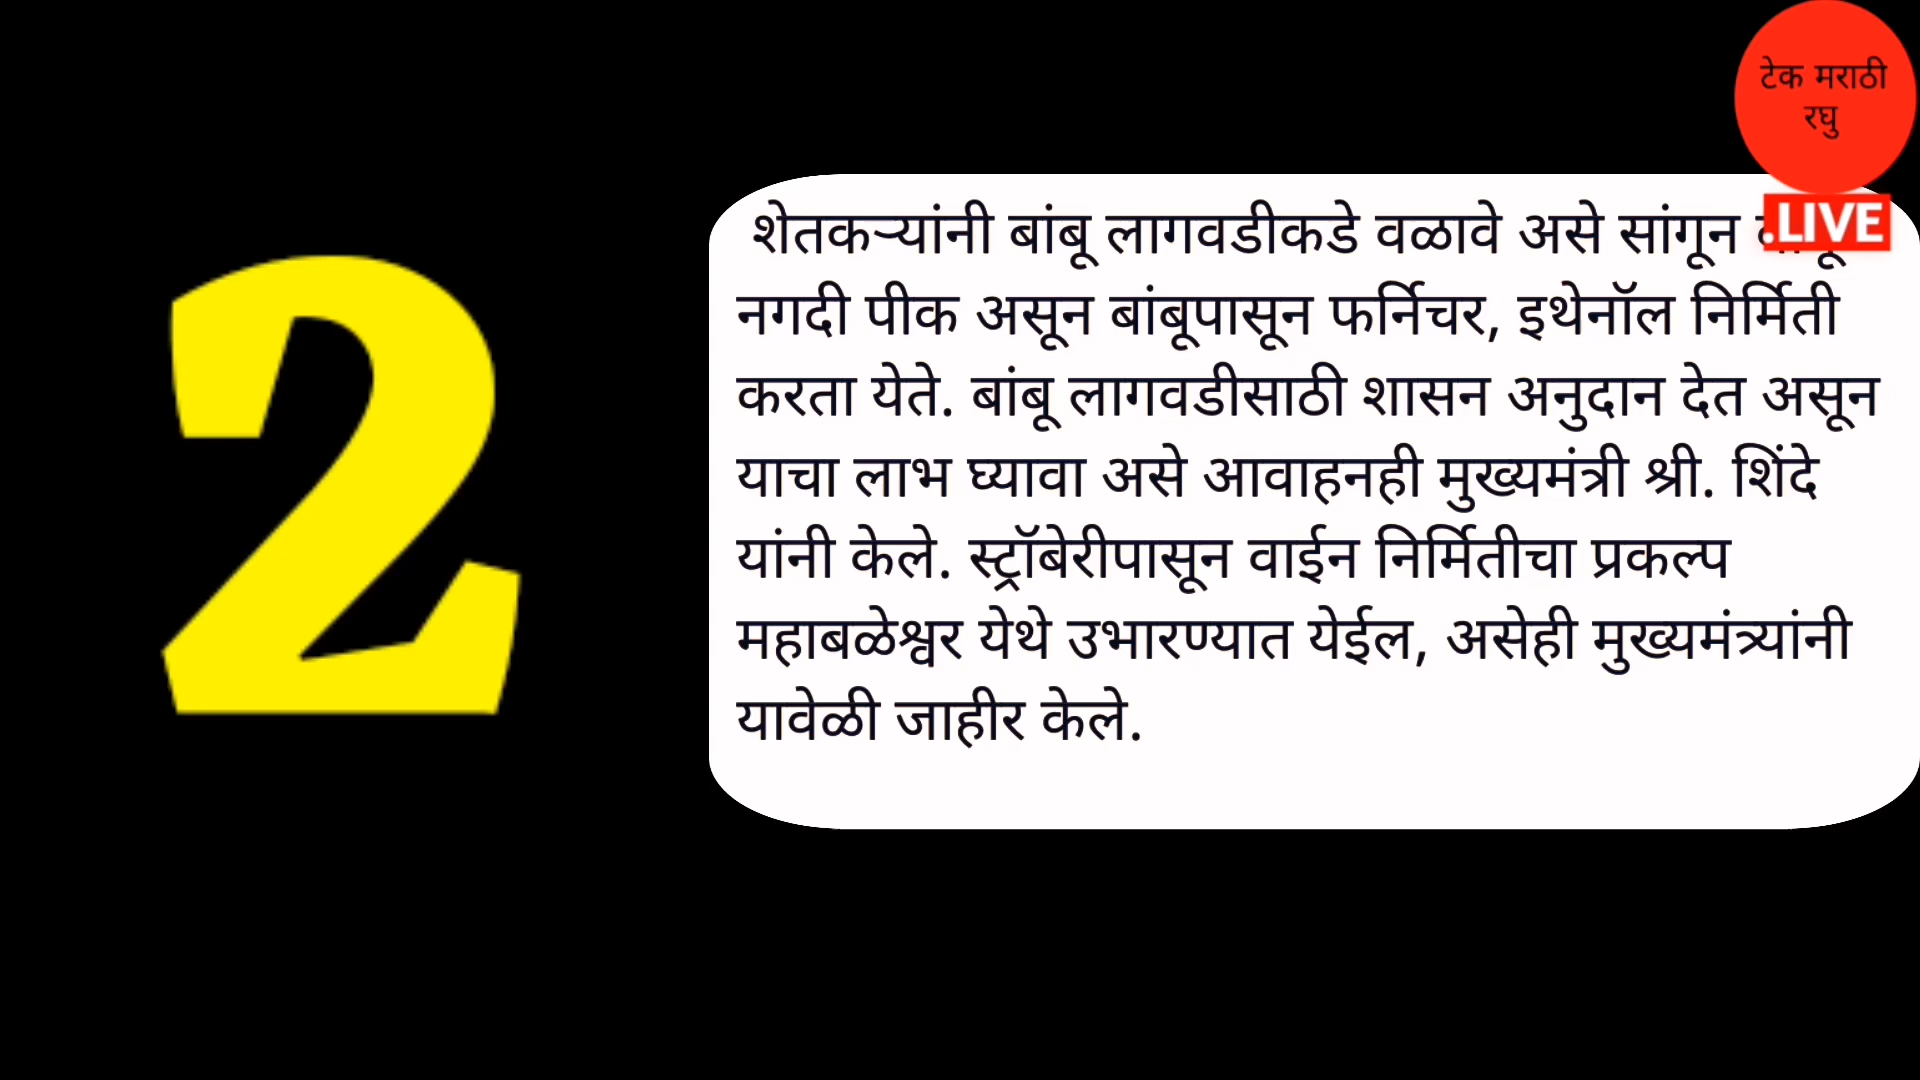 टेक मराठी
रघु
.LIVE
2
शेतकऱ्यांनी बांबू लागवडीकडे वळावे असे सांगून
नगदी पीक असून बांबूपासून फर्निचर, इथेनॉल निर्मिती
करता येते. बांबू लागवडीसाठी शासन अनुदान देत असून
याचा लाभ घ्यावा असे आवाहनही मुख्यमंत्री श्री. शिंदे
यांनी केले. स्ट्रॉबेरीपासून वाईन निर्मितीचा प्रकल्प
महाबळेश्वर येथे उभारण्यात येईल, असेही मुख्यमंत्र्यांनी
यावेळी जाहीर केले.